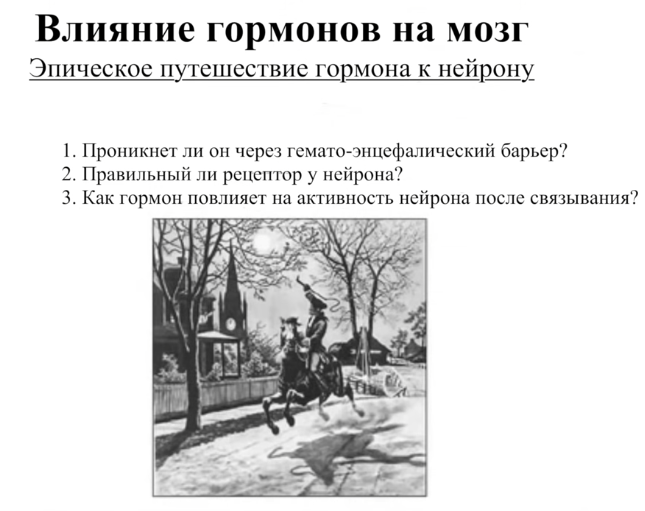 Влияние гормонов на мозг
Эпическое путешествие гормона к нейрону
1. Проникнет ли он через гемато-энцефалический барьер?
2. Правильный ли рецептор у нейрона?
3. Как гормон повлияет на активность нейрона после связывания?